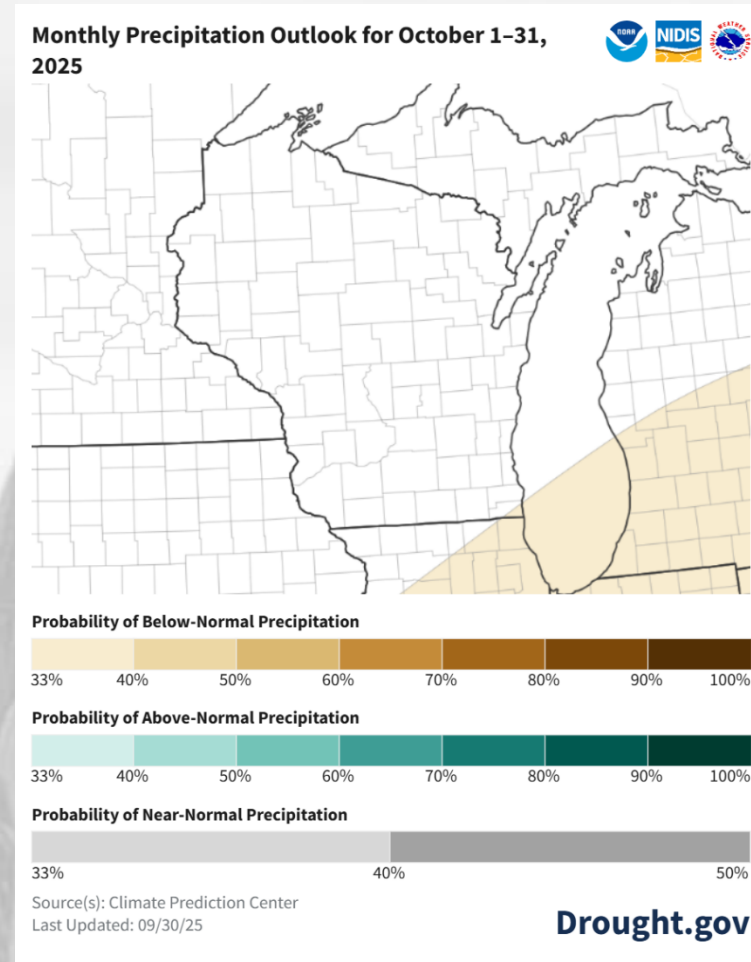 Monthly Precipitation Outlook for October 1–31,
2025
NOAA
NIDIS
Probability of Below-Normal Precipitation
33% 40% 50% 60% 70% 80% 90% 100%
Probability of Above-Normal Precipitation
33% 40% 50% 60% 70% 80% 90% 100%
Probability of Near-Normal Precipitation
33% 40% 50%
Source(s): Climate Prediction Center
Last Updated: 09/30/25
Drought.gov